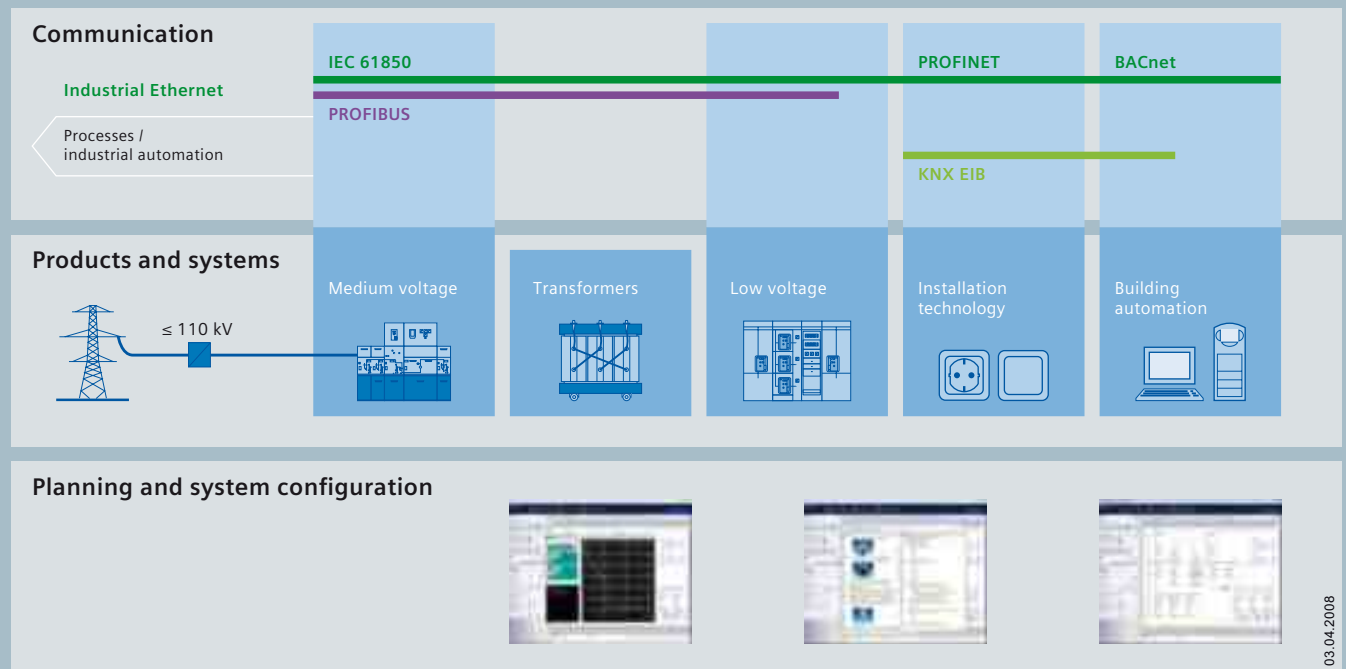 Communication
IEC 61850
PROFINET
BACnet
Industrial Ethernet
PROFIBUS
Processes /
industrial automation
KNX EIB
Products and systems
Medium voltage
Transformers
Low voltage
Installation
technology
Building
automation
≤ 110 kV
Planning and system configuration
03.04.2008